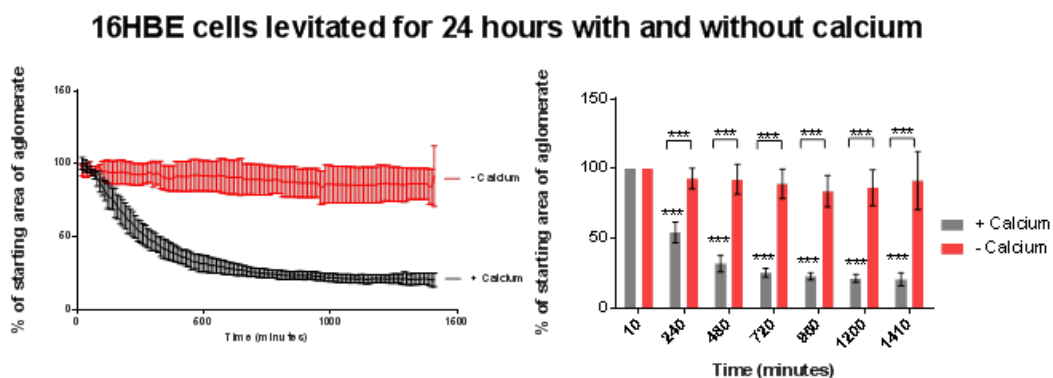 16HBE cells levitated for 24 hours with and without calcium
% of starting area of aglomerate
160
100
60
0
0 600 1000 1600
Time (minutes)
- Calcium
+ Calcium
% of starting area of aglomerate
150
100
50
0
*** *** *** *** *** ***
*** *** *** *** *** ***
10 240 480 720 960 1200 1410
Time (minutes)
+ Calcium
- Calcium